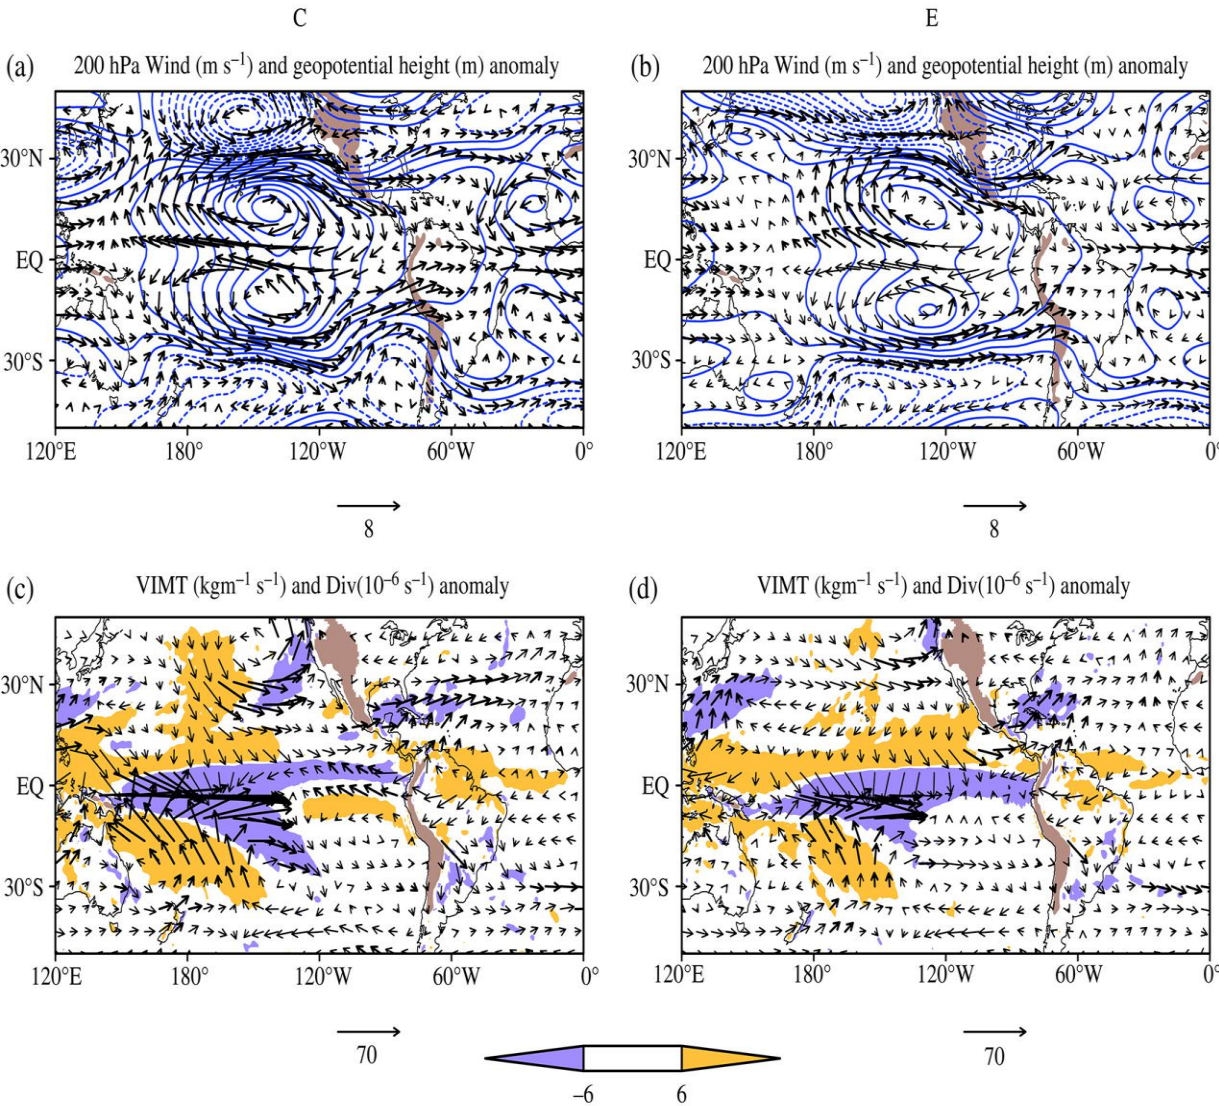 C E
(a) 200 hPa Wind (m s⁻¹) and geopotential height (m) anomaly
(b) 200 hPa Wind (m s⁻¹) and geopotential height (m) anomaly
30°N 30°N
EQ EQ
30°S 30°S
120°E 180° 120°W 60°W 0°
120°E 180° 120°W 60°W 0°
8 8
(c) VIMT (kgm⁻¹ s⁻¹) and Div(10⁻⁶ s⁻¹) anomaly
(d) VIMT (kgm⁻¹ s⁻¹) and Div(10⁻⁶ s⁻¹) anomaly
30°N 30°N
EQ EQ
30°S 30°S
120°E 180° 120°W 60°W 0°
120°E 180° 120°W 60°W 0°
70 70
–6 6